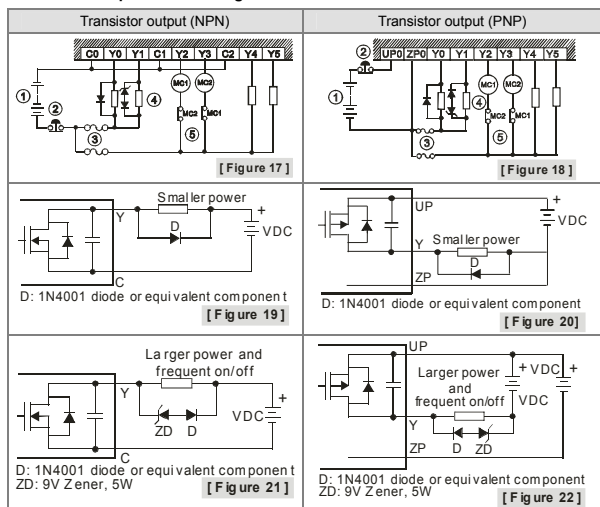 Transistor output (NPN)
Transistor output (PNP)
C0 Y0 Y1 C1 Y2 Y3 C2 Y4 Y5
MC1 MC2
① ② ③ ④ ⑤
MC2 MC1
[ Figure 17 ]
UP0 ZP0 Y0 Y1 Y2 Y3 Y4 Y5
MC1 MC2
① ② ③ ④ ⑤
MC2 MC1
[ Figure 18 ]
Smaller power
Y
D
+
VDC
C
D: 1N4001 diode or equivalent component
[ Figure 19 ]
UP
+
VDC
Y
Smaller power
D
ZP
D: 1N4001 diode or equivalent component
[ Figure 20]
Larger power and
frequent on/off
Y
+
VDC
ZD D
C
D: 1N4001 diode or equivalent component
ZD: 9V Zener, 5W
[ Figure 21 ]
UP
Larger power
and
frequent on/off
+ VDC +
VDC
Y
D ZD
ZP
D: 1N4001 diode or equivalent component
ZD: 9V Zener, 5W
[ Figure 22 ]